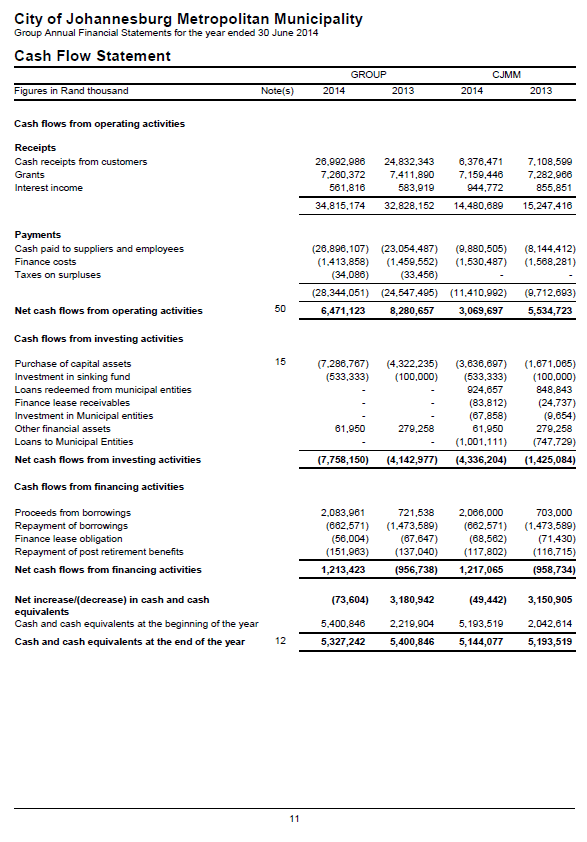 City of Johannesburg Metropolitan Municipality
Group Annual Financial Statements for the year ended 30 June 2014
Cash Flow Statement
GROUP CJMM
Figures in Rand thousand Note(s) 2014 2013 2014 2013
Cash flows from operating activities
Receipts
Cash receipts from customers 26,992,986 24,832,343 6,376,471 7,108,599
Grants 7,260,372 7,411,890 7,159,446 7,282,966
Interest income 561,816 583,919 944,772 855,851
34,815,174 32,828,152 14,480,689 15,247,416
Payments
Cash paid to suppliers and employees (26,896,107) (23,054,487) (9,880,505) (8,144,412)
Finance costs (1,413,858) (1,459,552) (1,530,487) (1,568,281)
Taxes on surpluses (34,086) (33,456) - -
(28,344,051) (24,547,495) (11,410,992) (9,712,693)
Net cash flows from operating activities 50 6,471,123 8,280,657 3,069,697 5,534,723
Cash flows from investing activities
Purchase of capital assets 15 (7,286,767) (4,322,235) (3,636,697) (1,671,065)
Investment in sinking fund (533,333) (100,000) (533,333) (100,000)
Loans redeemed from municipal entities - - 924,657 848,843
Finance lease receivables - - (83,812) (24,737)
Investment in Municipal entities - - (67,858) (9,654)
Other financial assets 61,950 279,258 61,950 279,258
Loans to Municipal Entities - - (1,001,111) (747,729)
Net cash flows from investing activities (7,758,150) (4,142,977) (4,336,204) (1,425,084)
Cash flows from financing activities
Proceeds from borrowings 2,083,961 721,538 2,066,000 703,000
Repayment of borrowings (662,571) (1,473,589) (662,571) (1,473,589)
Finance lease obligation (56,004) (67,647) (68,562) (71,430)
Repayment of post retirement benefits (151,963) (137,040) (117,802) (116,715)
Net cash flows from financing activities 1,213,423 (956,738) 1,217,065 (958,734)
Net increase/(decrease) in cash and cash (73,604) 3,180,942 (49,442) 3,150,905
equivalents
Cash and cash equivalents at the beginning of the year 5,400,846 2,219,904 5,193,519 2,042,614
Cash and cash equivalents at the end of the year 12 5,327,242 5,400,846 5,144,077 5,193,519
11